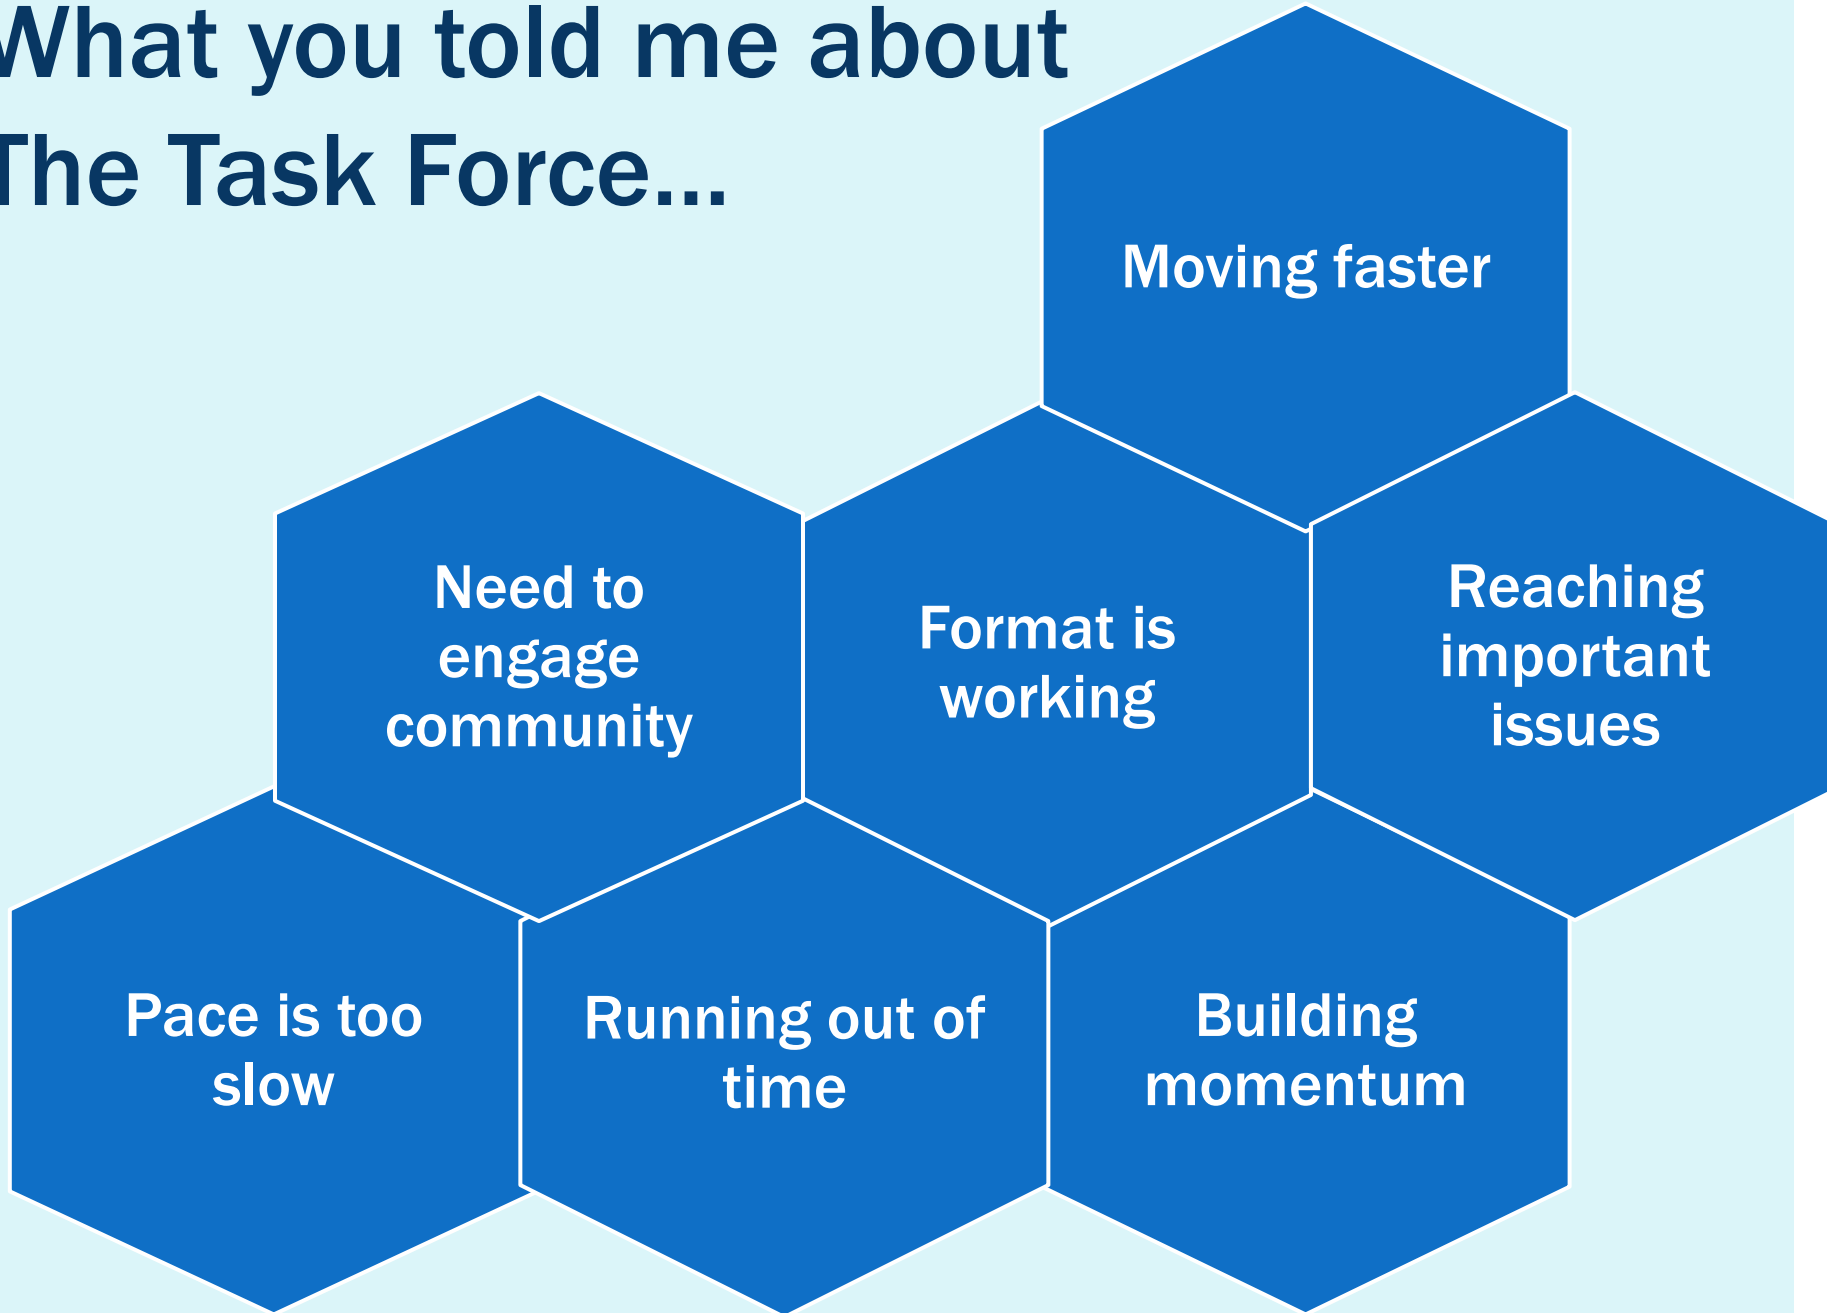 What you told me about
The Task Force...
Moving faster
Need to
engage
community
Format is
working
Reaching
important
issues
Pace is too
slow
Running out of
time
Building
momentum